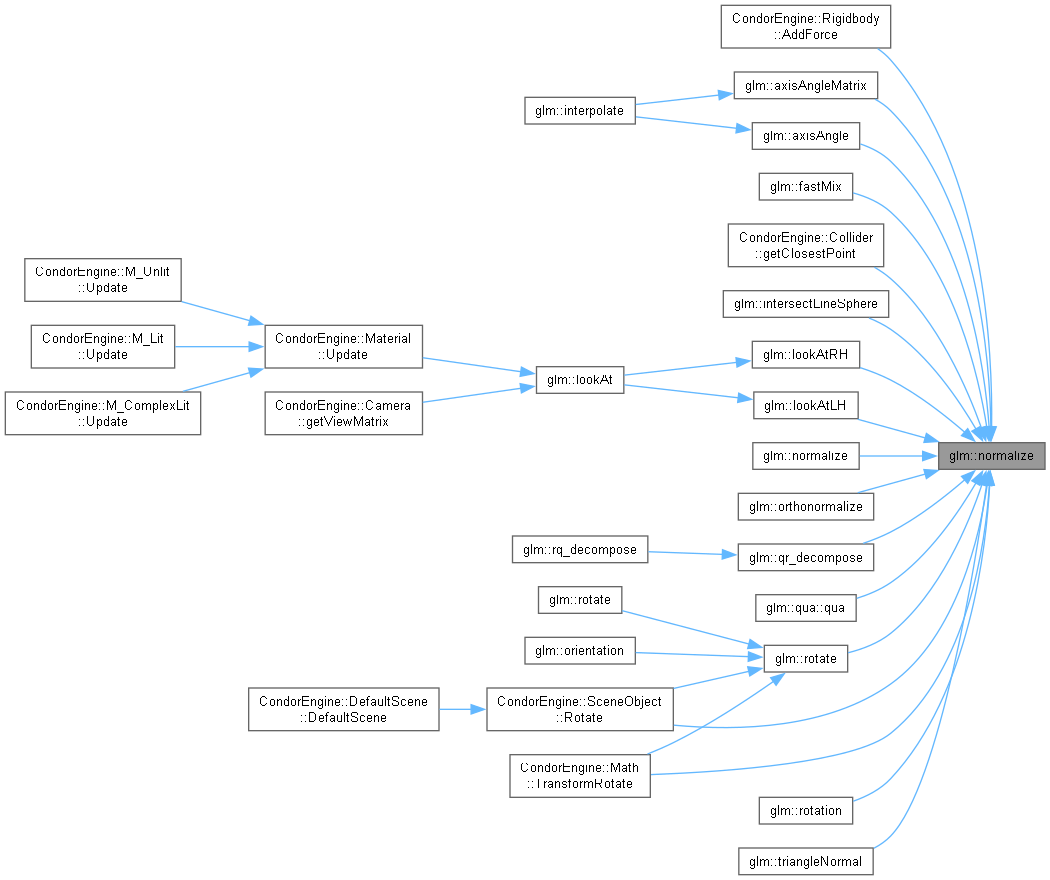 CondorEngine::Rigidbody
::AddForce
glm::axisAngleMatrix
glm::interpolate
glm::axisAngle
glm::fastMix
CondorEngine::Collider
::getClosestPoint
CondorEngine::M_Unlit
::Update
glm::intersectLineSphere
CondorEngine::M_Lit
::Update
CondorEngine::Material
::Update
glm::lookAtRH
glm::lookAt
CondorEngine::M_ComplexLit
::Update
CondorEngine::Camera
::getViewMatrix
glm::lookAtLH
glm::normalize
glm::normalize
glm::orthonormalize
glm::rq_decompose
glm::qr_decompose
glm::rotate
glm::qua::qua
glm::orientation
glm::rotate
CondorEngine::DefaultScene
::DefaultScene
CondorEngine::SceneObject
::Rotate
CondorEngine::Math
::TransformRotate
glm::rotation
glm::triangleNormal